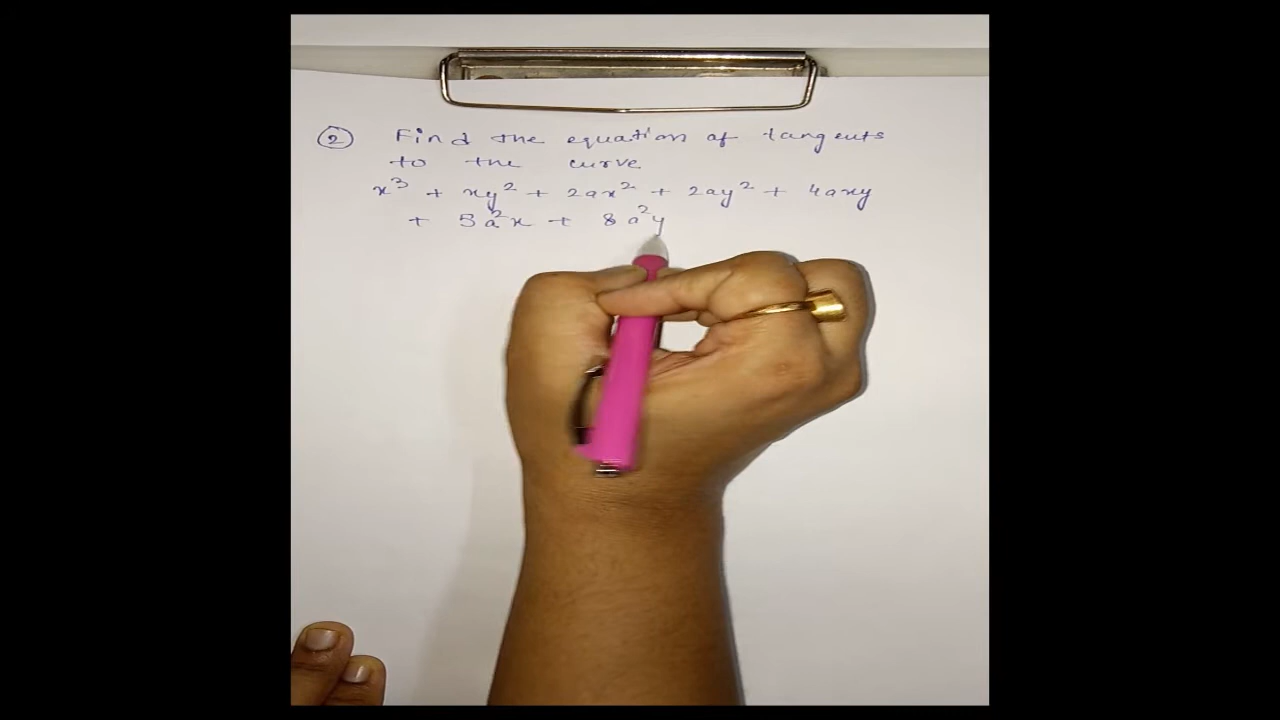 ② Find the equation of tangents
to the curve
x³ + xy² + 2ax² + 2ay² + 4axy
+ 5a²x + 8a²y